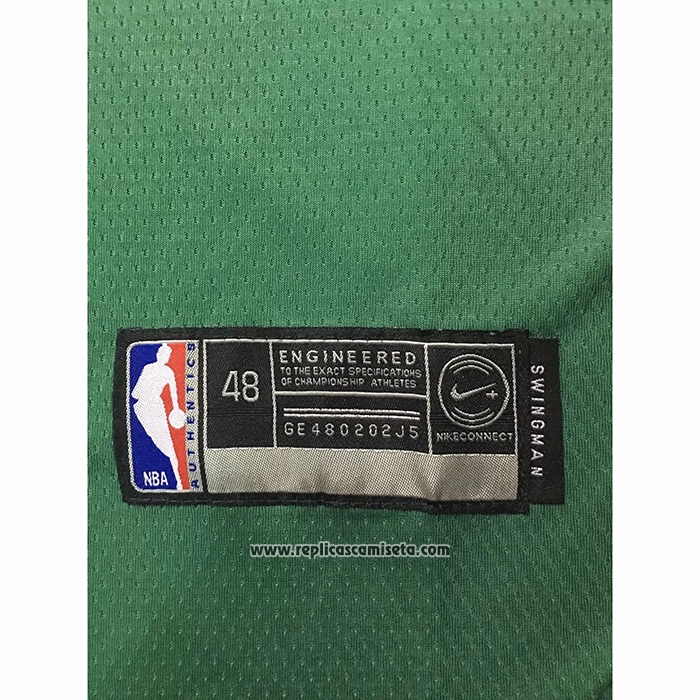 NBA
AUTHENTICS
48
ENGINEERED
TO THE EXACT SPECIFICATIONS
OF CHAMPIONSHIP ATHLETES
GE480202J5
NIKECONNECT
SWINGMAN
www.replicascamiseta.com